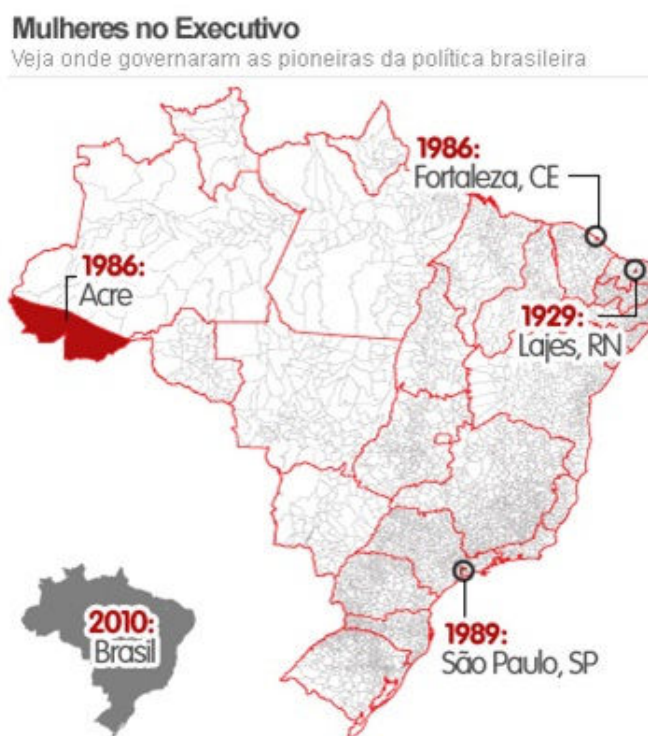 Mulheres no Executivo
Veja onde governaram as pioneiras da política brasileira
1986:
Fortaleza, CE
1986:
Acre
1929:
Lajes, RN
2010:
Brasil
1989:
São Paulo, SP